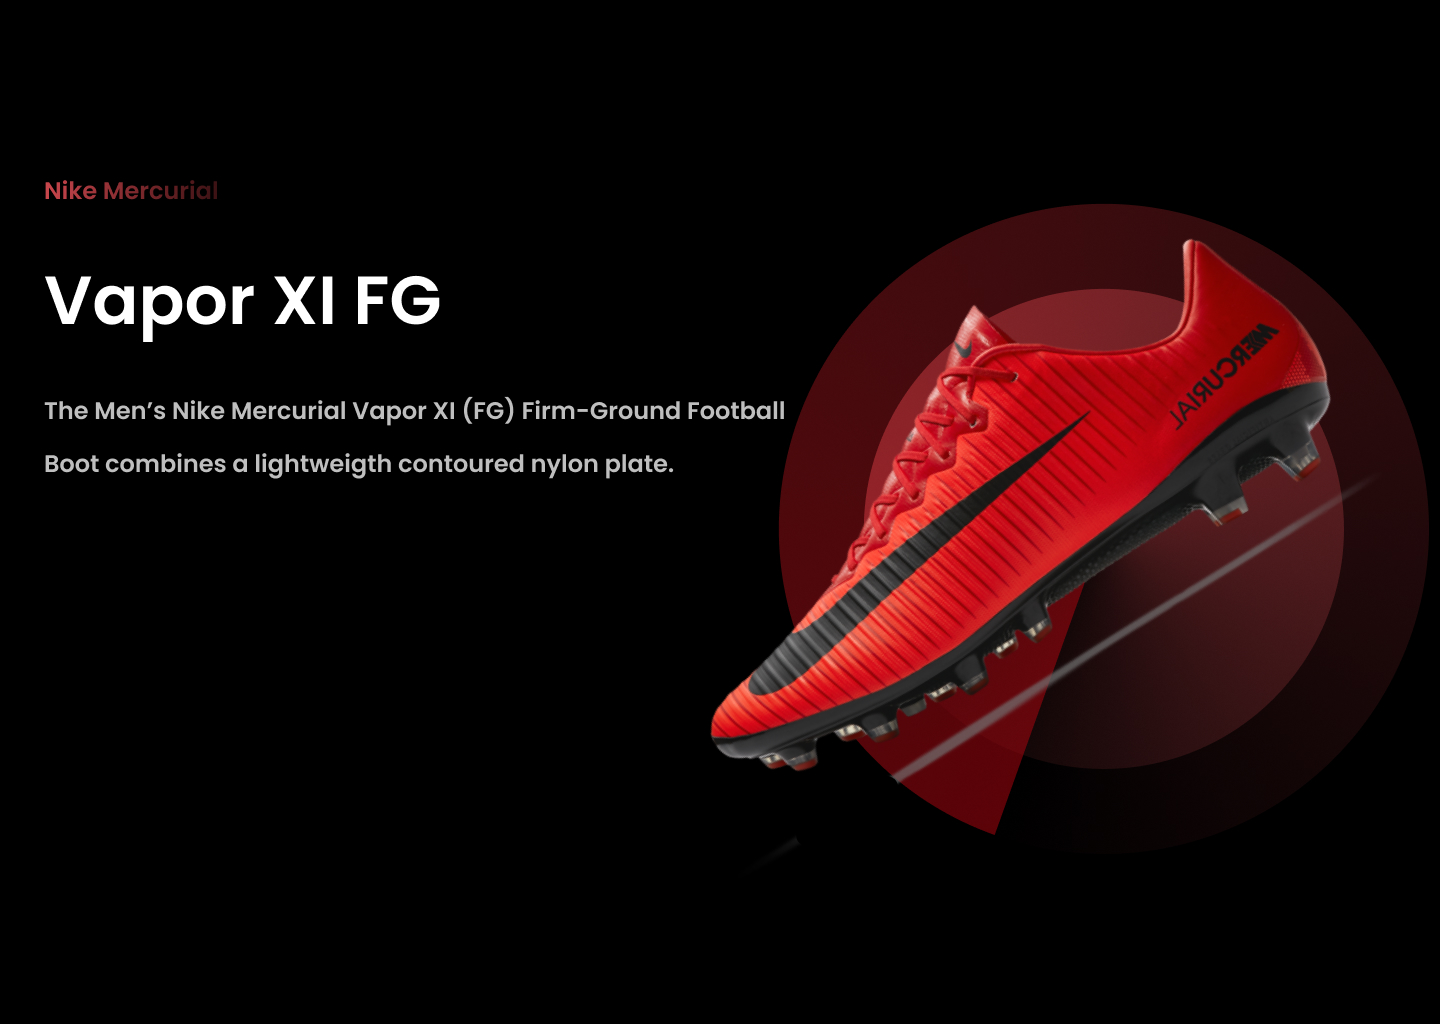 Nike Mercurial
Vapor XI FG
The Men’s Nike Mercurial Vapor XI (FG) Firm-Ground Football
Boot combines a lightweigth contoured nylon plate.
MERCURIAL